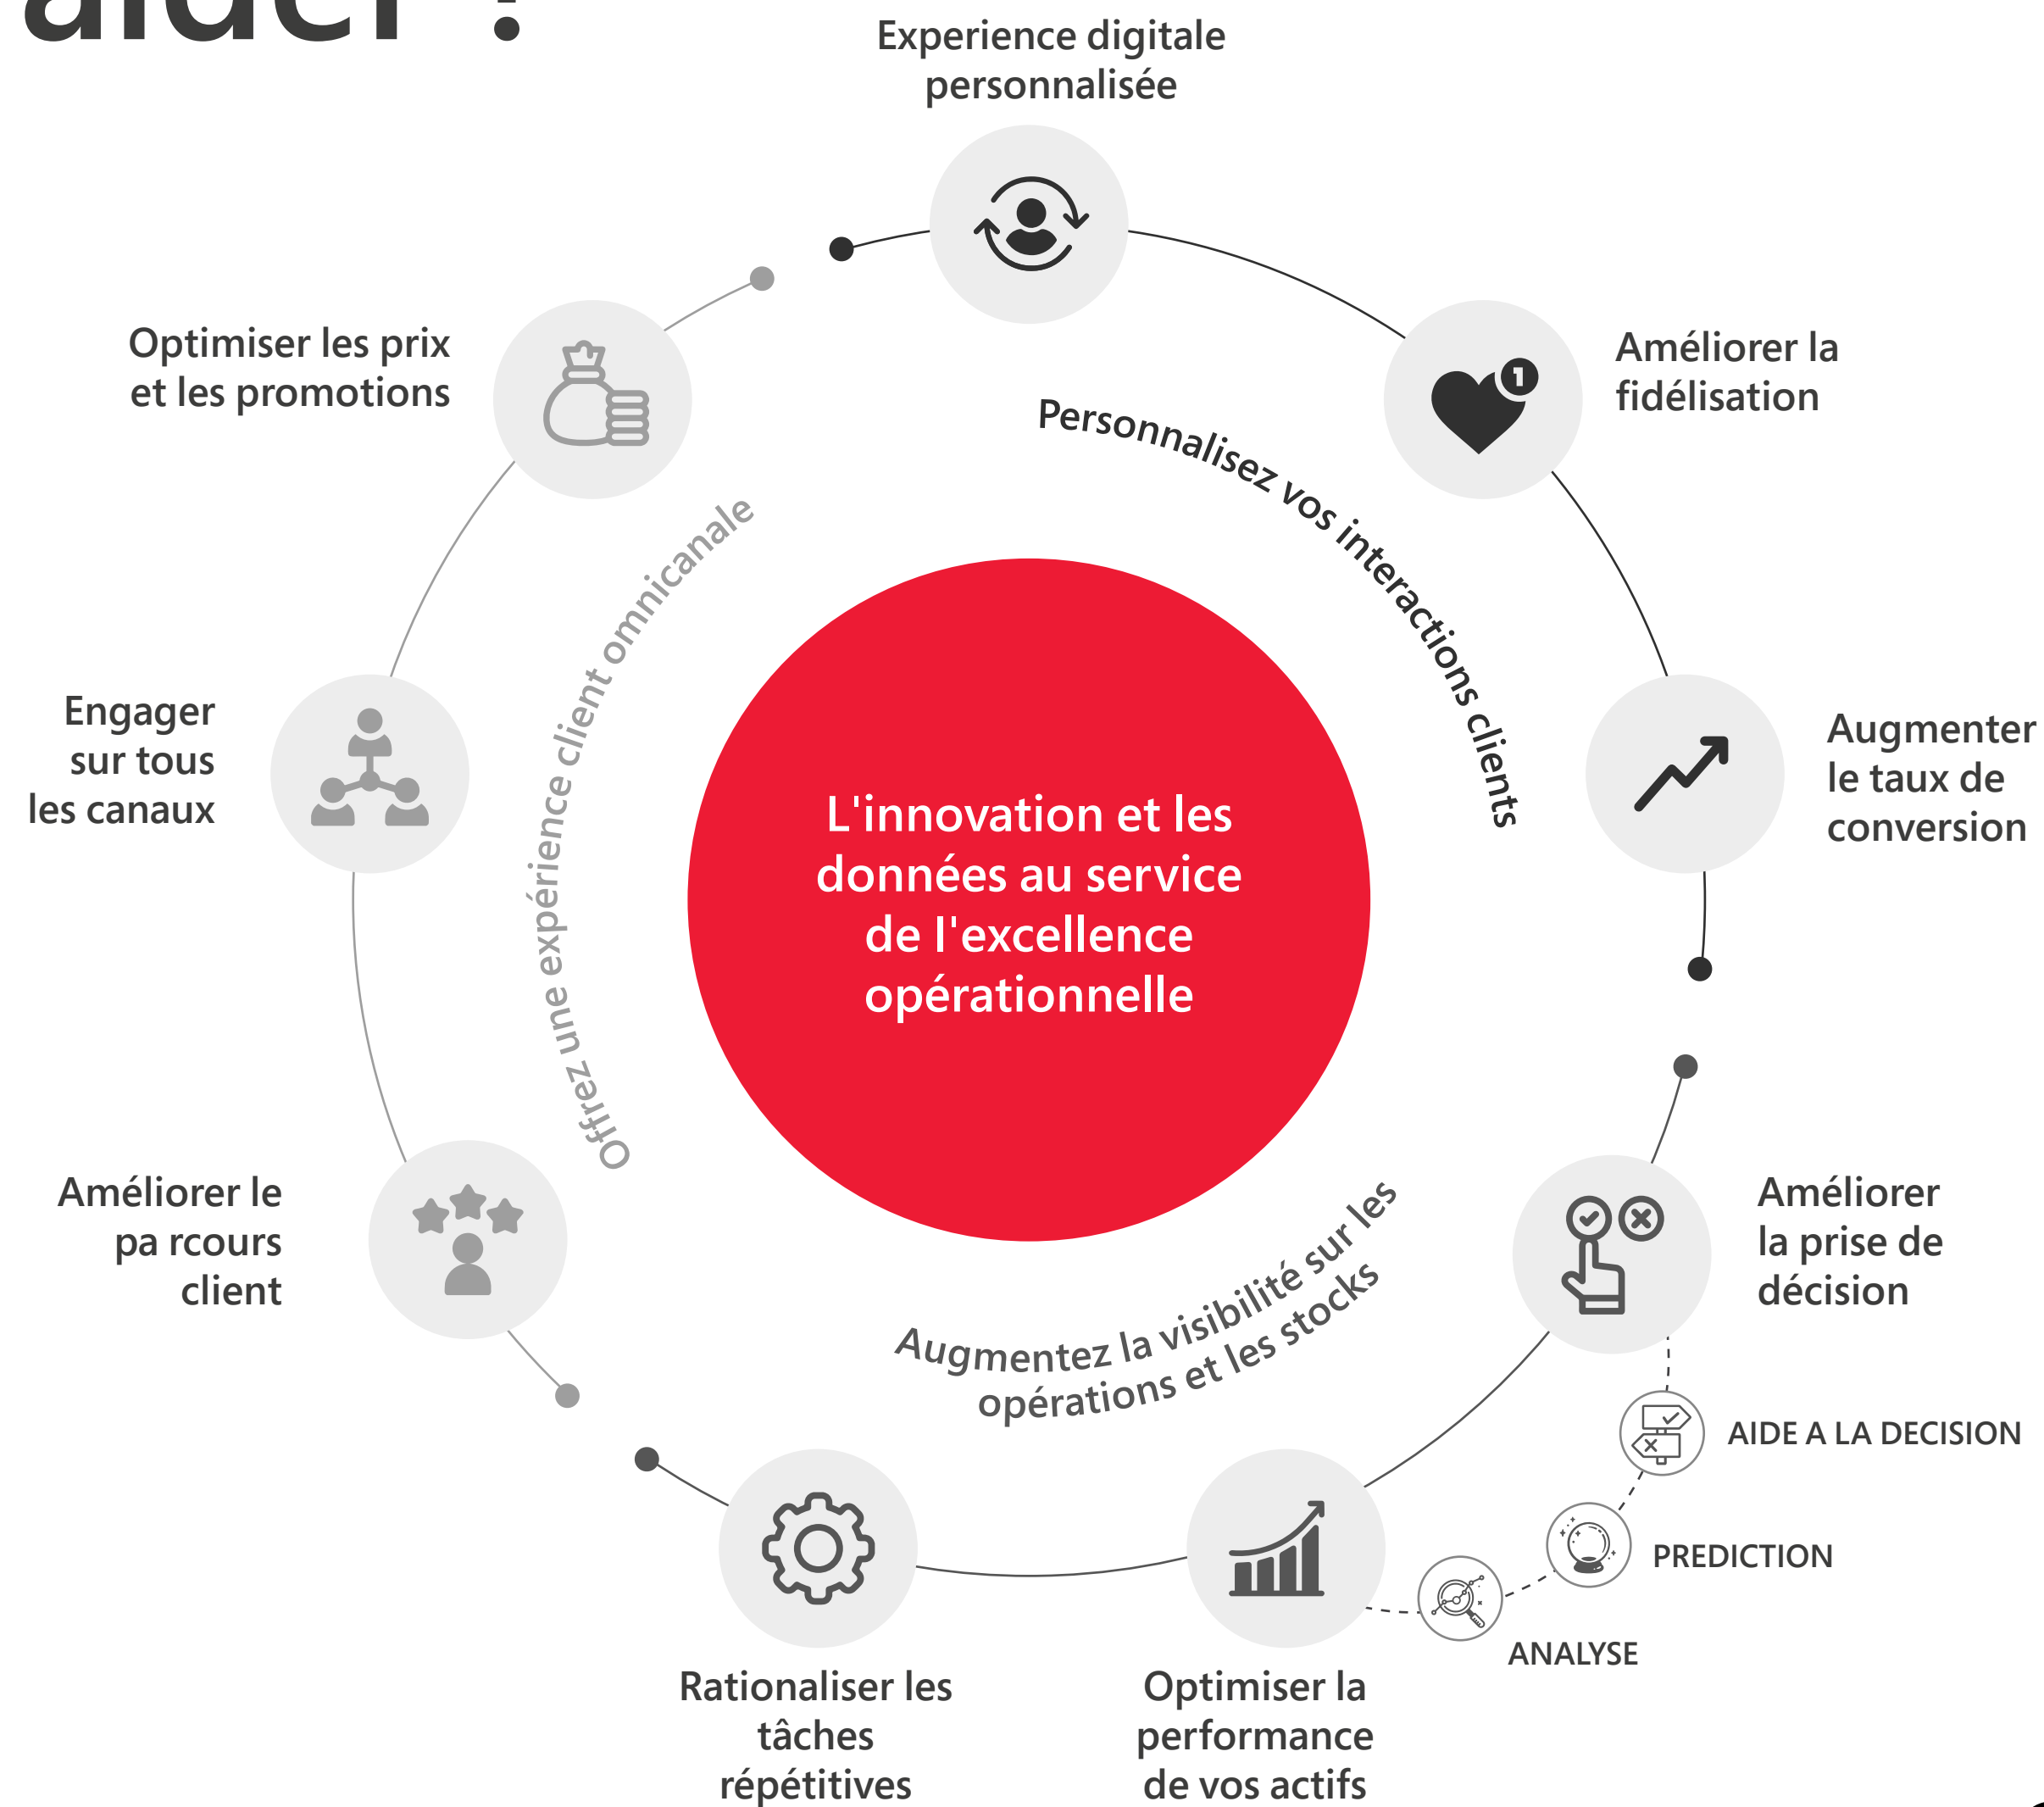 aider ?
Experience digitale
personnalisée
Optimiser les prix
et les promotions
Améliorer la
fidélisation
Personnalisez vos interactions clients
Offrez une expérience client omnicanale
Engager
sur tous
les canaux
Augmenter
le taux de
conversion
L'innovation et les
données au service
de l'excellence
opérationnelle
Améliorer le
pa rcours
client
Améliorer
la prise de
décision
Augmentez la visibilité sur les
opérations et les stocks
AIDE A LA DECISION
PREDICTION
ANALYSE
Rationaliser les
tâches
répétitives
Optimiser la
performance
de vos actifs
1